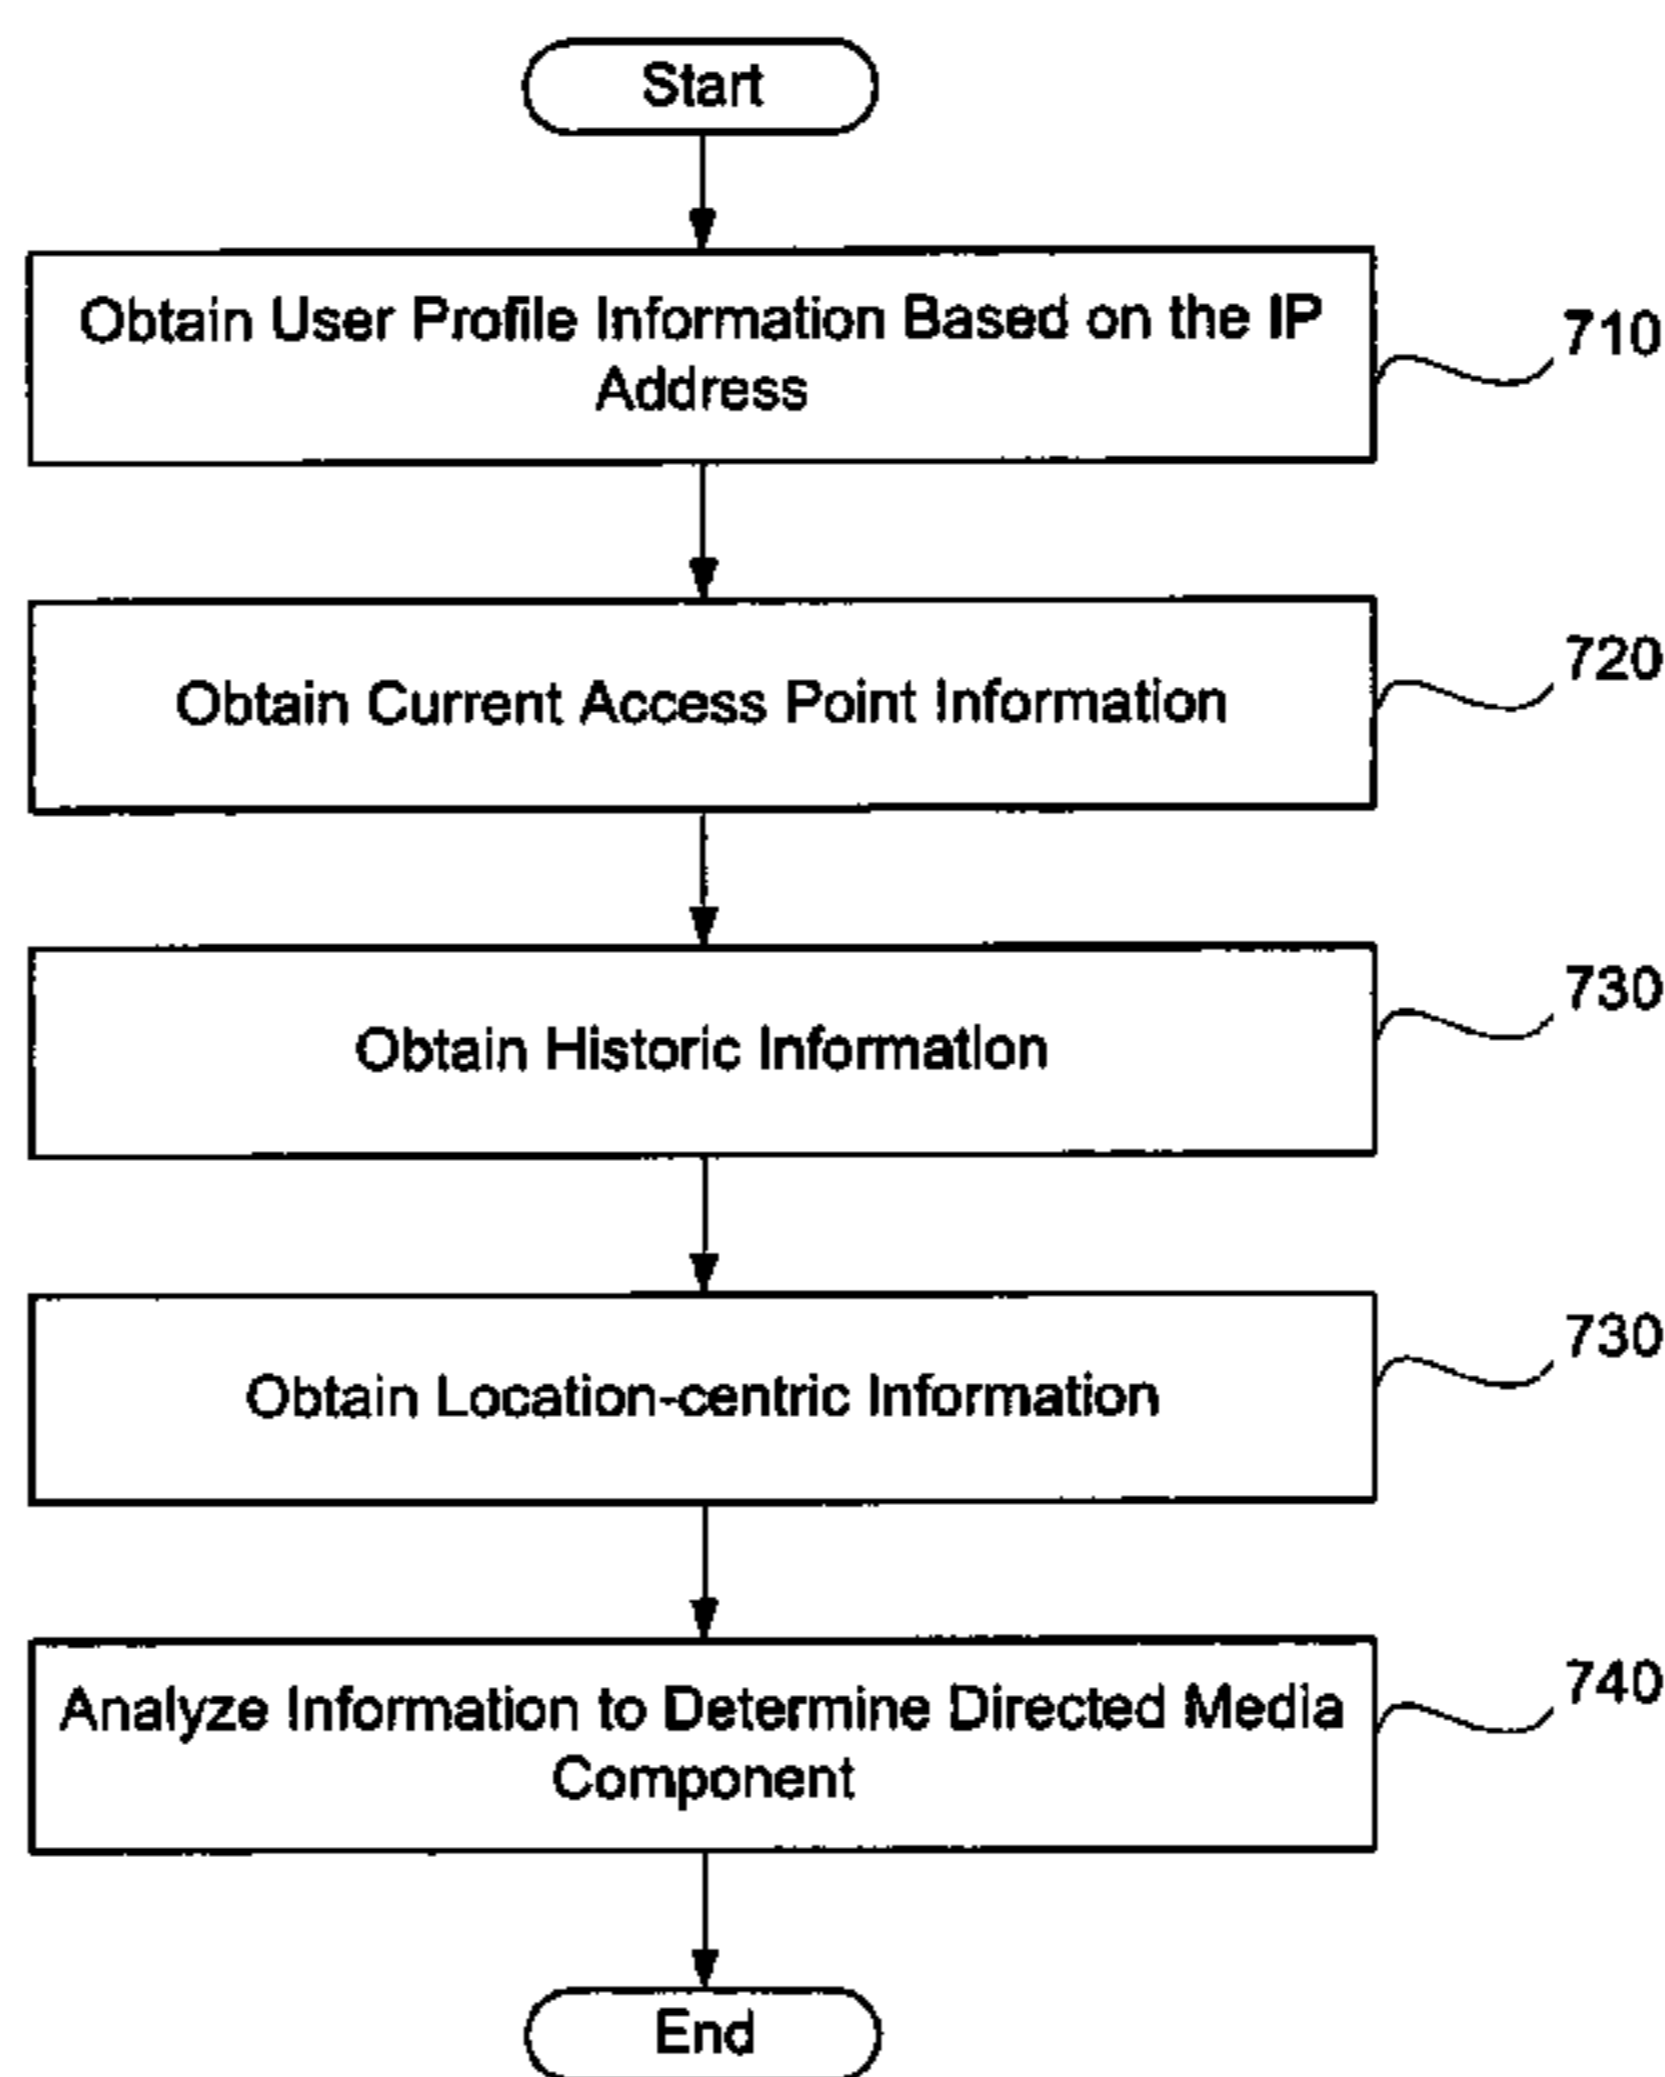 Start
Obtain User Profile Information Based on the IP
Address
710
Obtain Current Access Point Information
720
Obtain Historic Information
730
Obtain Location-centric Information
730
Analyze Information to Determine Directed Media
Component
740
End